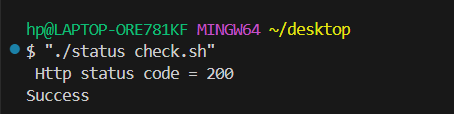 hp@LAPTOP-ORE781KF MINGW64 ~/desktop
$ "./status check.sh"
Http status code = 200
Success